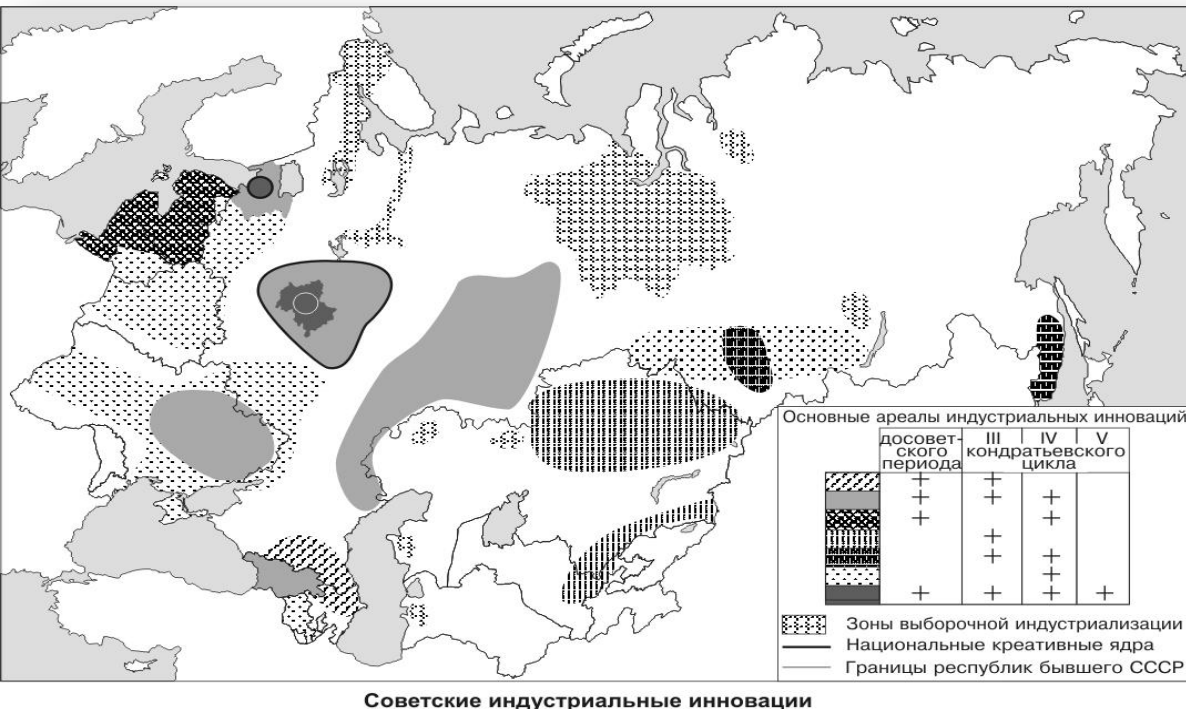 Основные ареалы индустриальных инноваций
досовет-
ского
периода
III
IV
V
кондратьевского
цикла
+ +
+ + +
+ +
+
+ +
+
+ + + +
Зоны выборочной индустриализации
Национальные креативные ядра
Границы республик бывшего СССР
Советские индустриальные инновации